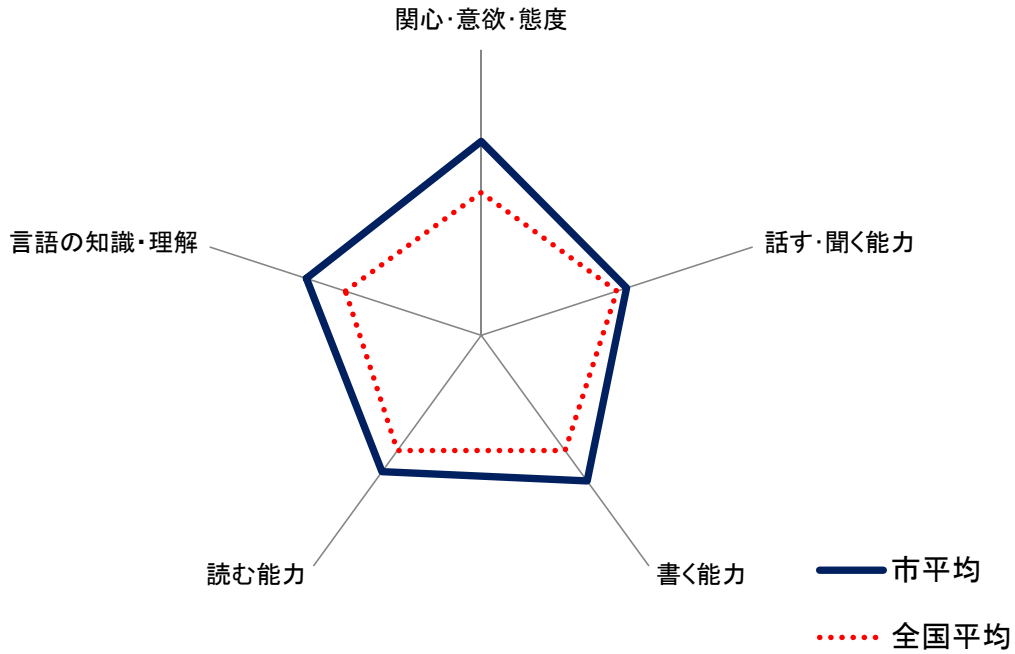 関心・意欲・態度
言語の知識・理解
話す・聞く能力
読む能力
書く能力
市平均
全国平均